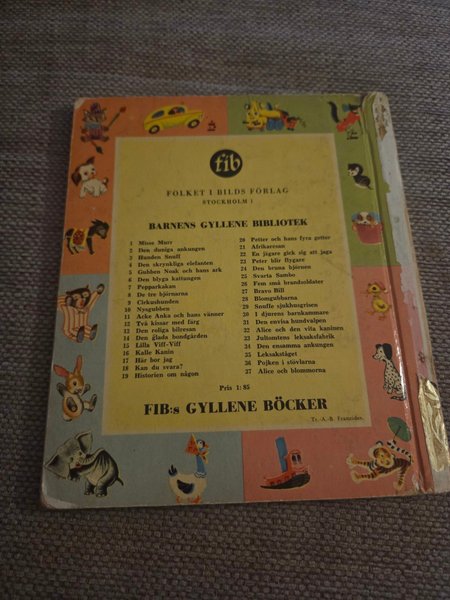 fib
FOLKET I BILDS FÖRLAG
STOCKHOLM 1
BARNENS GYLLENE BIBLIOTEK
1 Misse Murr
2 Den duniga ankungen
3 Hunden Snuff
4 Den skrynkliga elefanten
5 Gubben Noak och hans ark
6 Den blyga kattungen
7 Pepparkakan
8 De tre björnarna
9 Cirkushunden
10 Nysgubben
11 Acke Anka och hans vänner
12 Två kissar med färg
13 Den roliga bilresan
14 Den glada bondgården
15 Lilla Viff-Viff
16 Kalle Kanin
17 Här bor jag
18 Kan du svara?
19 Historien om någon
20 Petter och hans fyra getter
21 Afrikaresan
22 En jägare gick sig att jaga
23 Peter blir flygare
24 Den bruna björnen
25 Svarta Sambo
26 Fem små brandsoldater
27 Bravo Bill
28 Blomgubbarna
29 Snuffe sjukhusgrisen
30 I djurens barnkammare
31 Den envisa hundvalpen
32 Alice och den vita kaninen
33 Jultomtens leksaksfabrik
34 Den ensamma ankungen
35 Leksakståget
36 Pojken i stövlarna
37 Alice och blommorna
Pris 1:85
FIB:s GYLLENE BÖCKER
Tr.-A.-B. Framtiden.